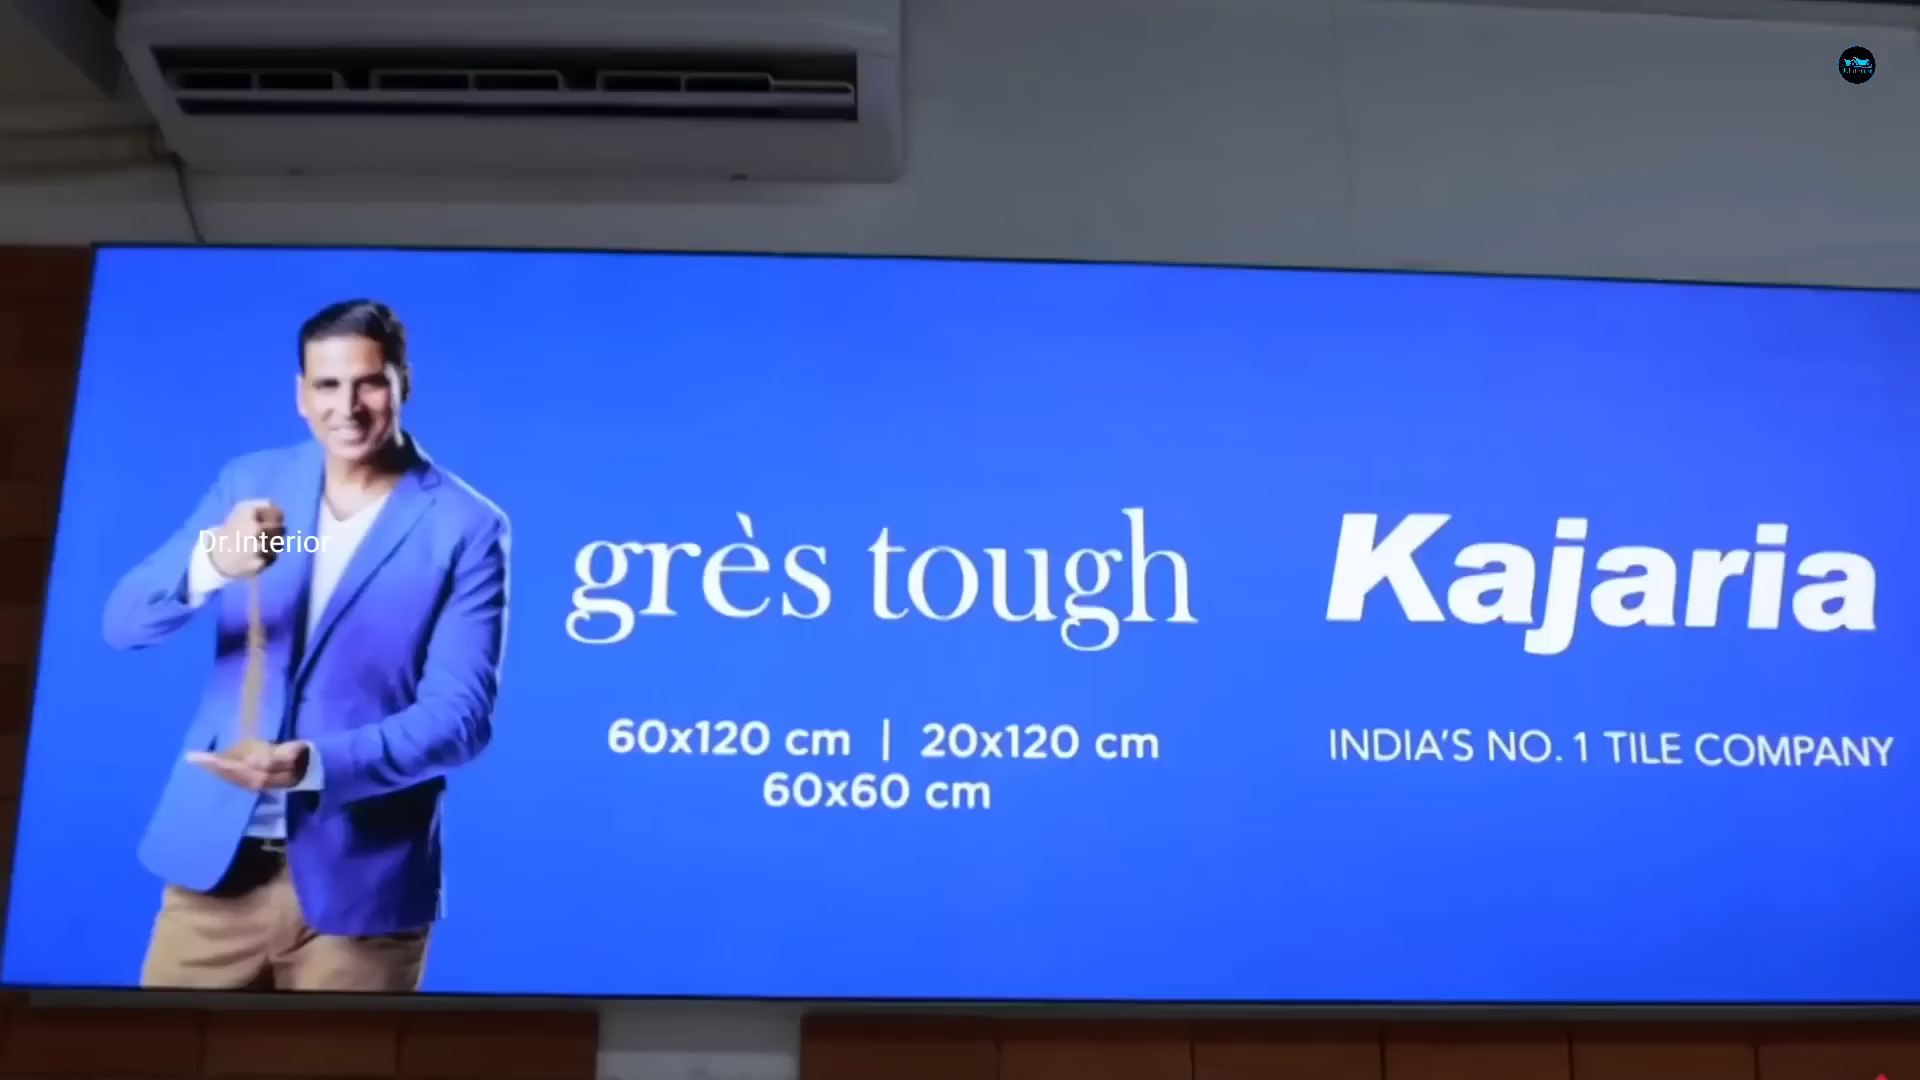 Dr.Interior
grès tough
60x120 cm | 20x120 cm
60x60 cm
Kajaria
INDIA'S NO. 1 TILE COMPANY